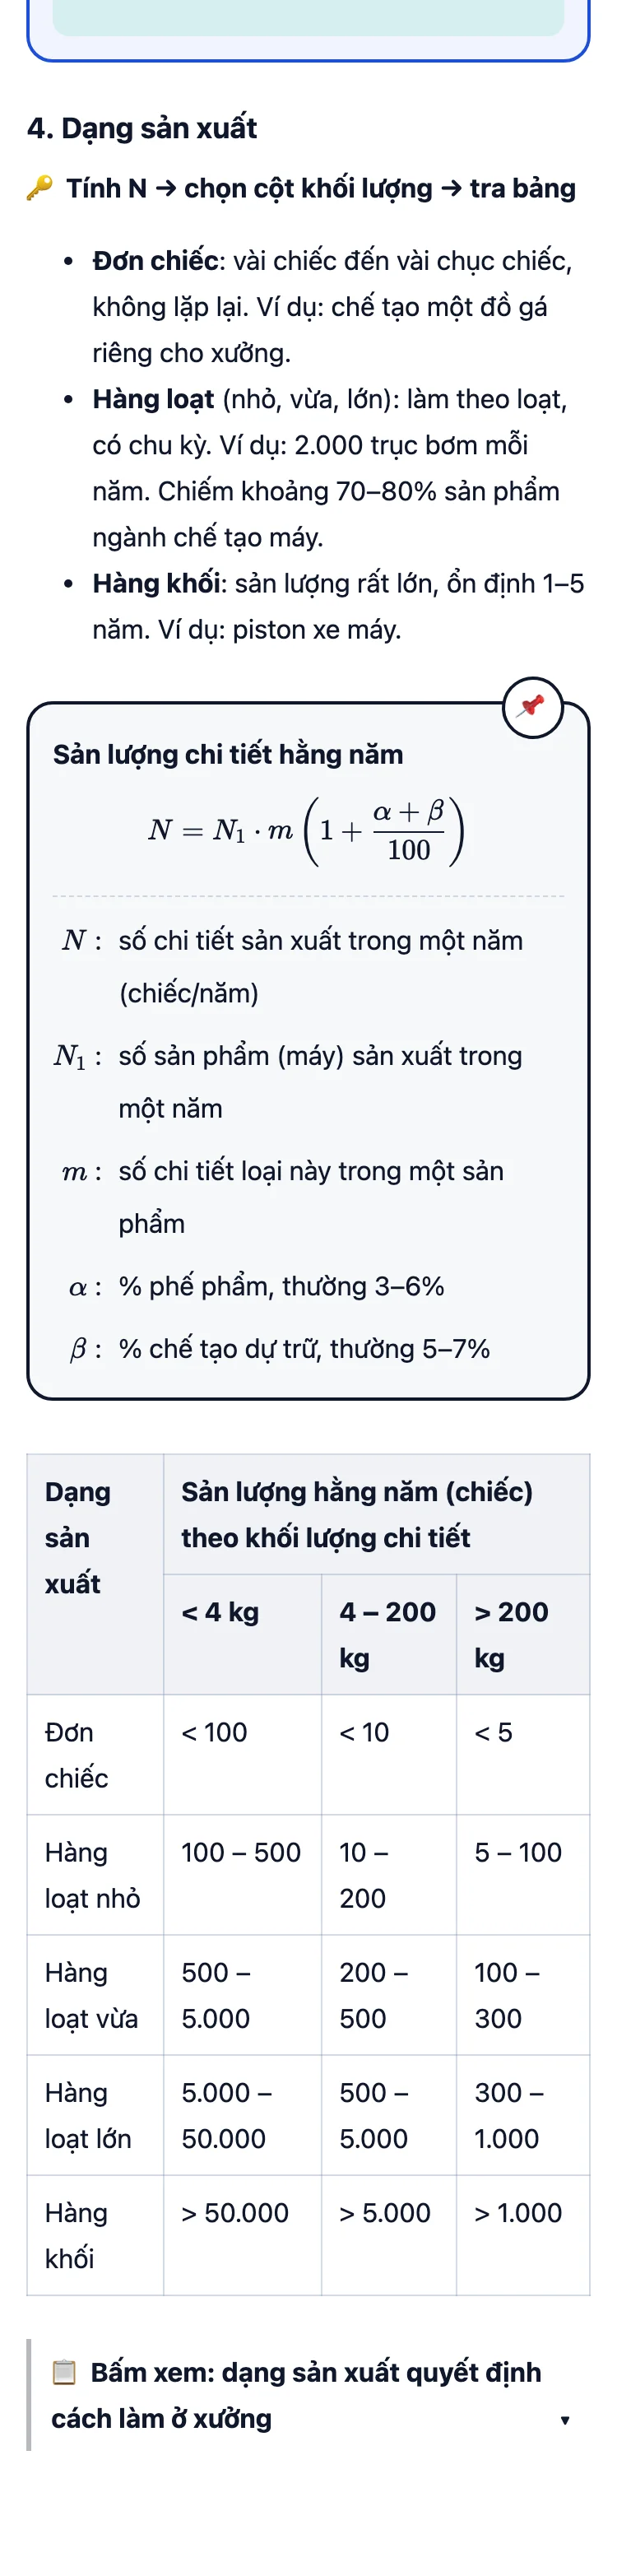 4. Dạng sản xuất
🔑 Tính N → chọn cột khối lượng → tra bảng
• Đơn chiếc: vài chiếc đến vài chục chiếc,
không lặp lại. Ví dụ: chế tạo một đồ gá
riêng cho xưởng.
• Hàng loạt (nhỏ, vừa, lớn): làm theo loạt,
có chu kỳ. Ví dụ: 2.000 trục bơm mỗi
năm. Chiếm khoảng 70–80% sản phẩm
ngành chế tạo máy.
• Hàng khối: sản lượng rất lớn, ổn định 1–5
năm. Ví dụ: piston xe máy.
📌
Sản lượng chi tiết hằng năm
N = N₁ · m (1 + (α + β)/100)
N : số chi tiết sản xuất trong một năm
(chiếc/năm)
N₁ : số sản phẩm (máy) sản xuất trong
một năm
m : số chi tiết loại này trong một sản
phẩm
α : % phế phẩm, thường 3–6%
β : % chế tạo dự trữ, thường 5–7%
Dạng
sản
xuất
Sản lượng hằng năm (chiếc)
theo khối lượng chi tiết
< 4 kg
4 – 200
kg
> 200
kg
Đơn
chiếc
< 100
< 10
< 5
Hàng
loạt nhỏ
100 – 500
10 –
200
5 – 100
Hàng
loạt vừa
500 –
5.000
200 –
500
100 –
300
Hàng
loạt lớn
5.000 –
50.000
500 –
5.000
300 –
1.000
Hàng
khối
> 50.000
> 5.000
> 1.000
📋 Bấm xem: dạng sản xuất quyết định
cách làm ở xưởng ▼